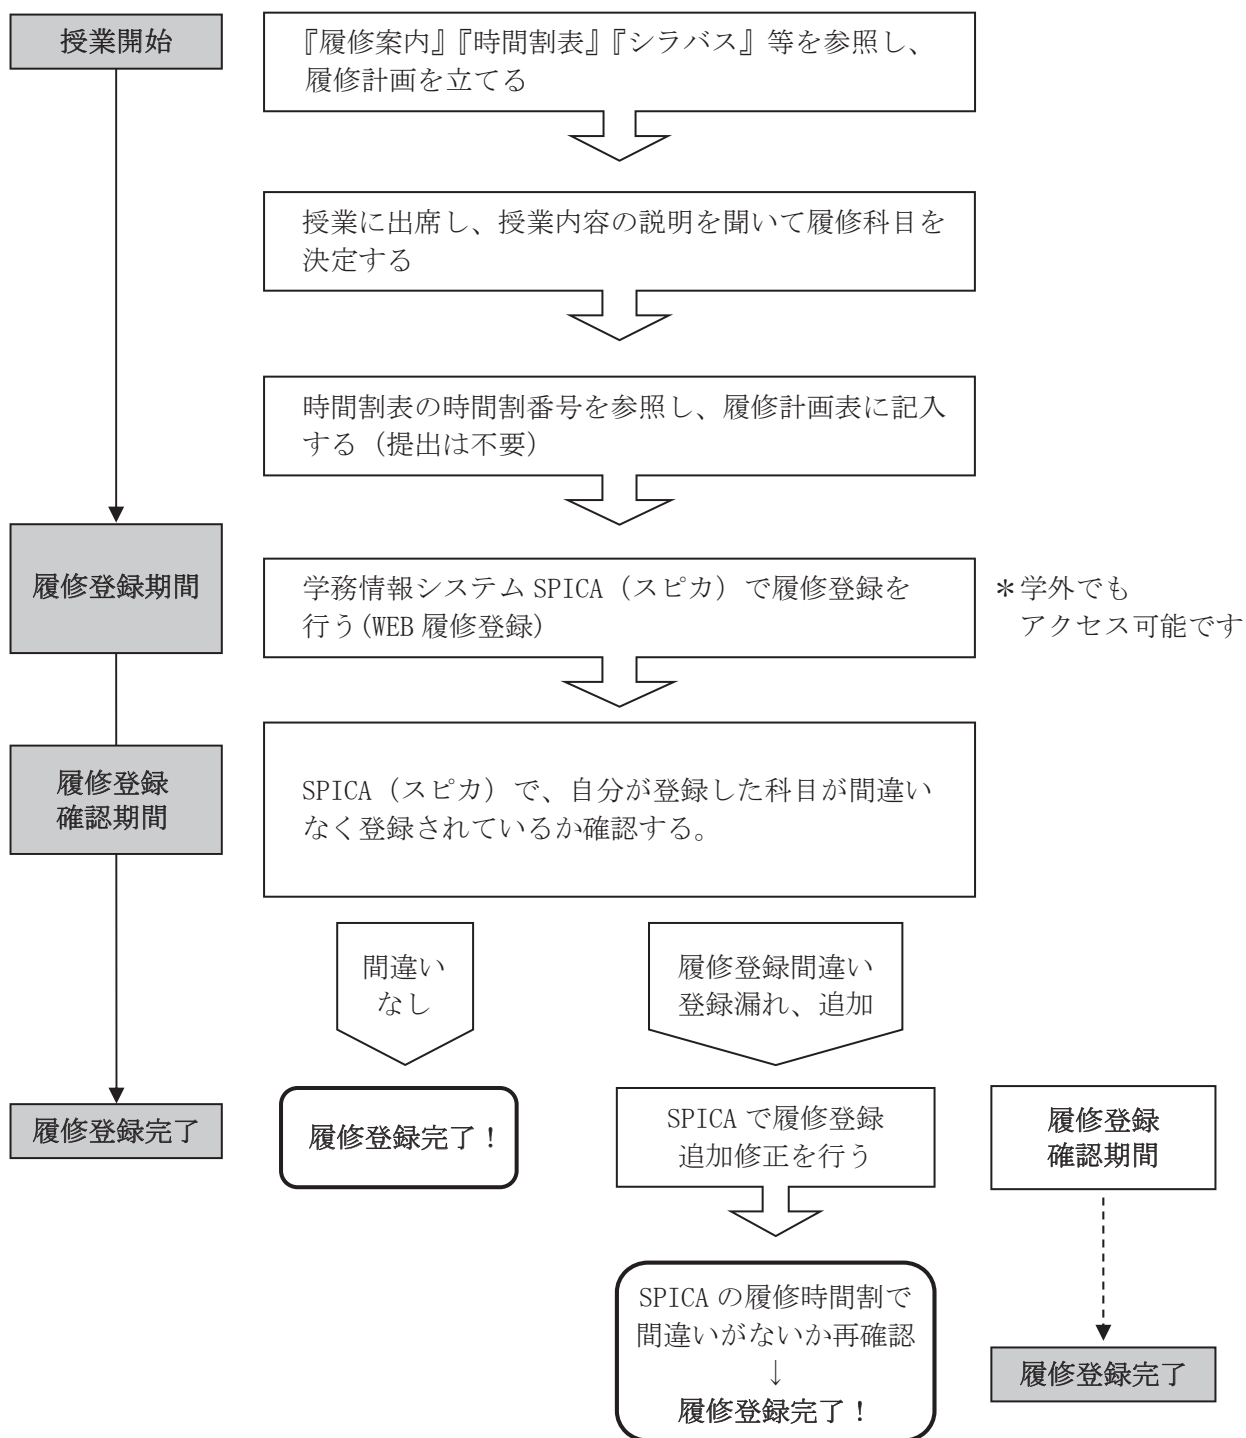 授業開始
『履修案内』『時間割表』『シラバス』等を参照し、
履修計画を立てる
授業に出席し、授業内容の説明を聞いて履修科目を
決定する
時間割表の時間割番号を参照し、履修計画表に記入
する（提出は不要）
履修登録期間
学務情報システム SPICA（スピカ）で履修登録を
行う(WEB 履修登録)
＊学外でも
アクセス可能です
履修登録
確認期間
SPICA（スピカ）で、自分が登録した科目が間違い
なく登録されているか確認する。
間違い
なし
履修登録間違い
登録漏れ、追加
履修登録完了
履修登録完了！
SPICA で履修登録
追加修正を行う
履修登録
確認期間
SPICA の履修時間割で
間違いがないか再確認
↓
履修登録完了！
履修登録完了